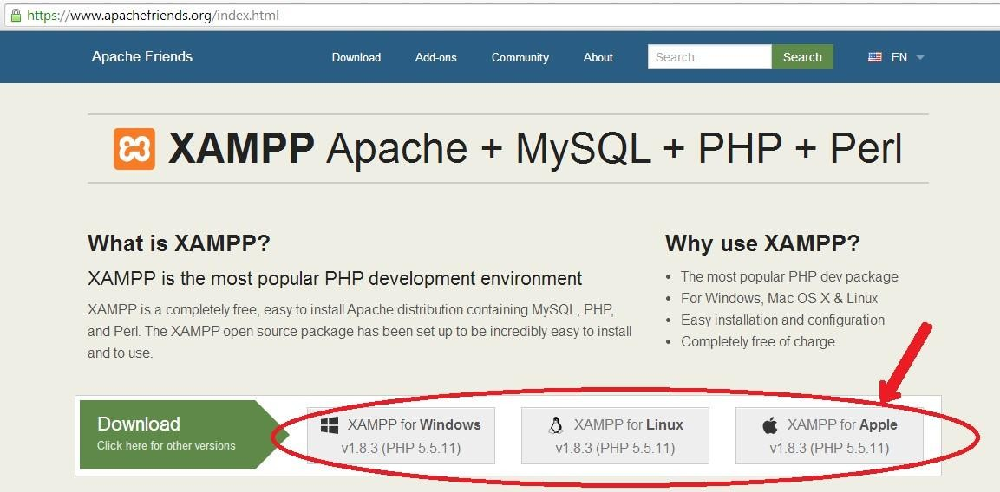 https://www.apachefriends.org/index.html
Apache Friends Download Add-ons Community About Search.. Search EN
XAMPP Apache + MySQL + PHP + Perl
What is XAMPP?
XAMPP is the most popular PHP development environment
XAMPP is a completely free, easy to install Apache distribution containing MySQL, PHP,
and Perl. The XAMPP open source package has been set up to be incredibly easy to install
and to use.
Why use XAMPP?
• The most popular PHP dev package
• For Windows, Mac OS X & Linux
• Easy installation and configuration
• Completely free of charge
Download
Click here for other versions
XAMPP for Windows
v1.8.3 (PHP 5.5.11)
XAMPP for Linux
v1.8.3 (PHP 5.5.11)
XAMPP for Apple
v1.8.3 (PHP 5.5.11)